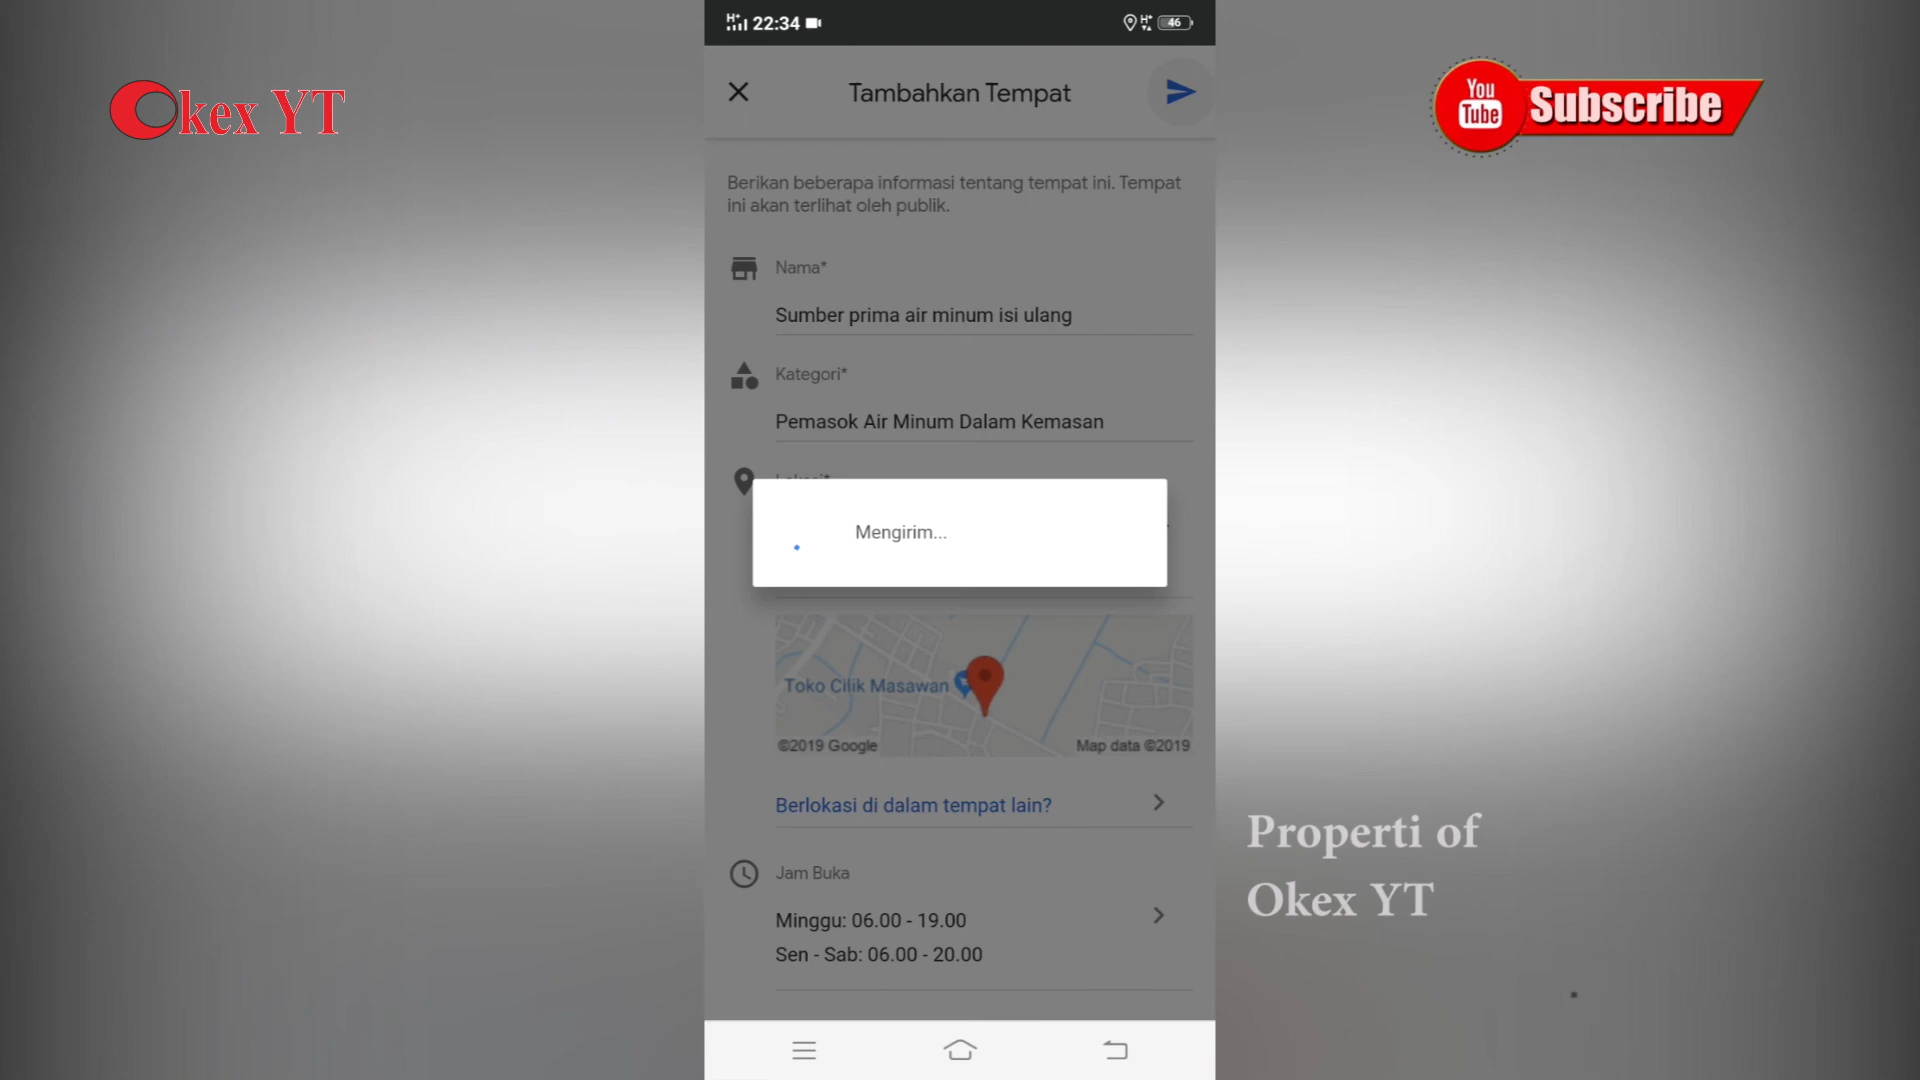 22:34
46
Okex YT
Tambahkan Tempat
You
Tube
Subscribe
Berikan beberapa informasi tentang tempat ini. Tempat
ini akan terlihat oleh publik.
Nama*
Sumber prima air minum isi ulang
Kategori*
Pemasok Air Minum Dalam Kemasan
Mengirim...
Toko Cilik Masawan
©2019 Google
Map data ©2019
Berlokasi di dalam tempat lain?
Jam Buka
Minggu: 06.00 - 19.00
Sen - Sab: 06.00 - 20.00
Properti of
Okex YT